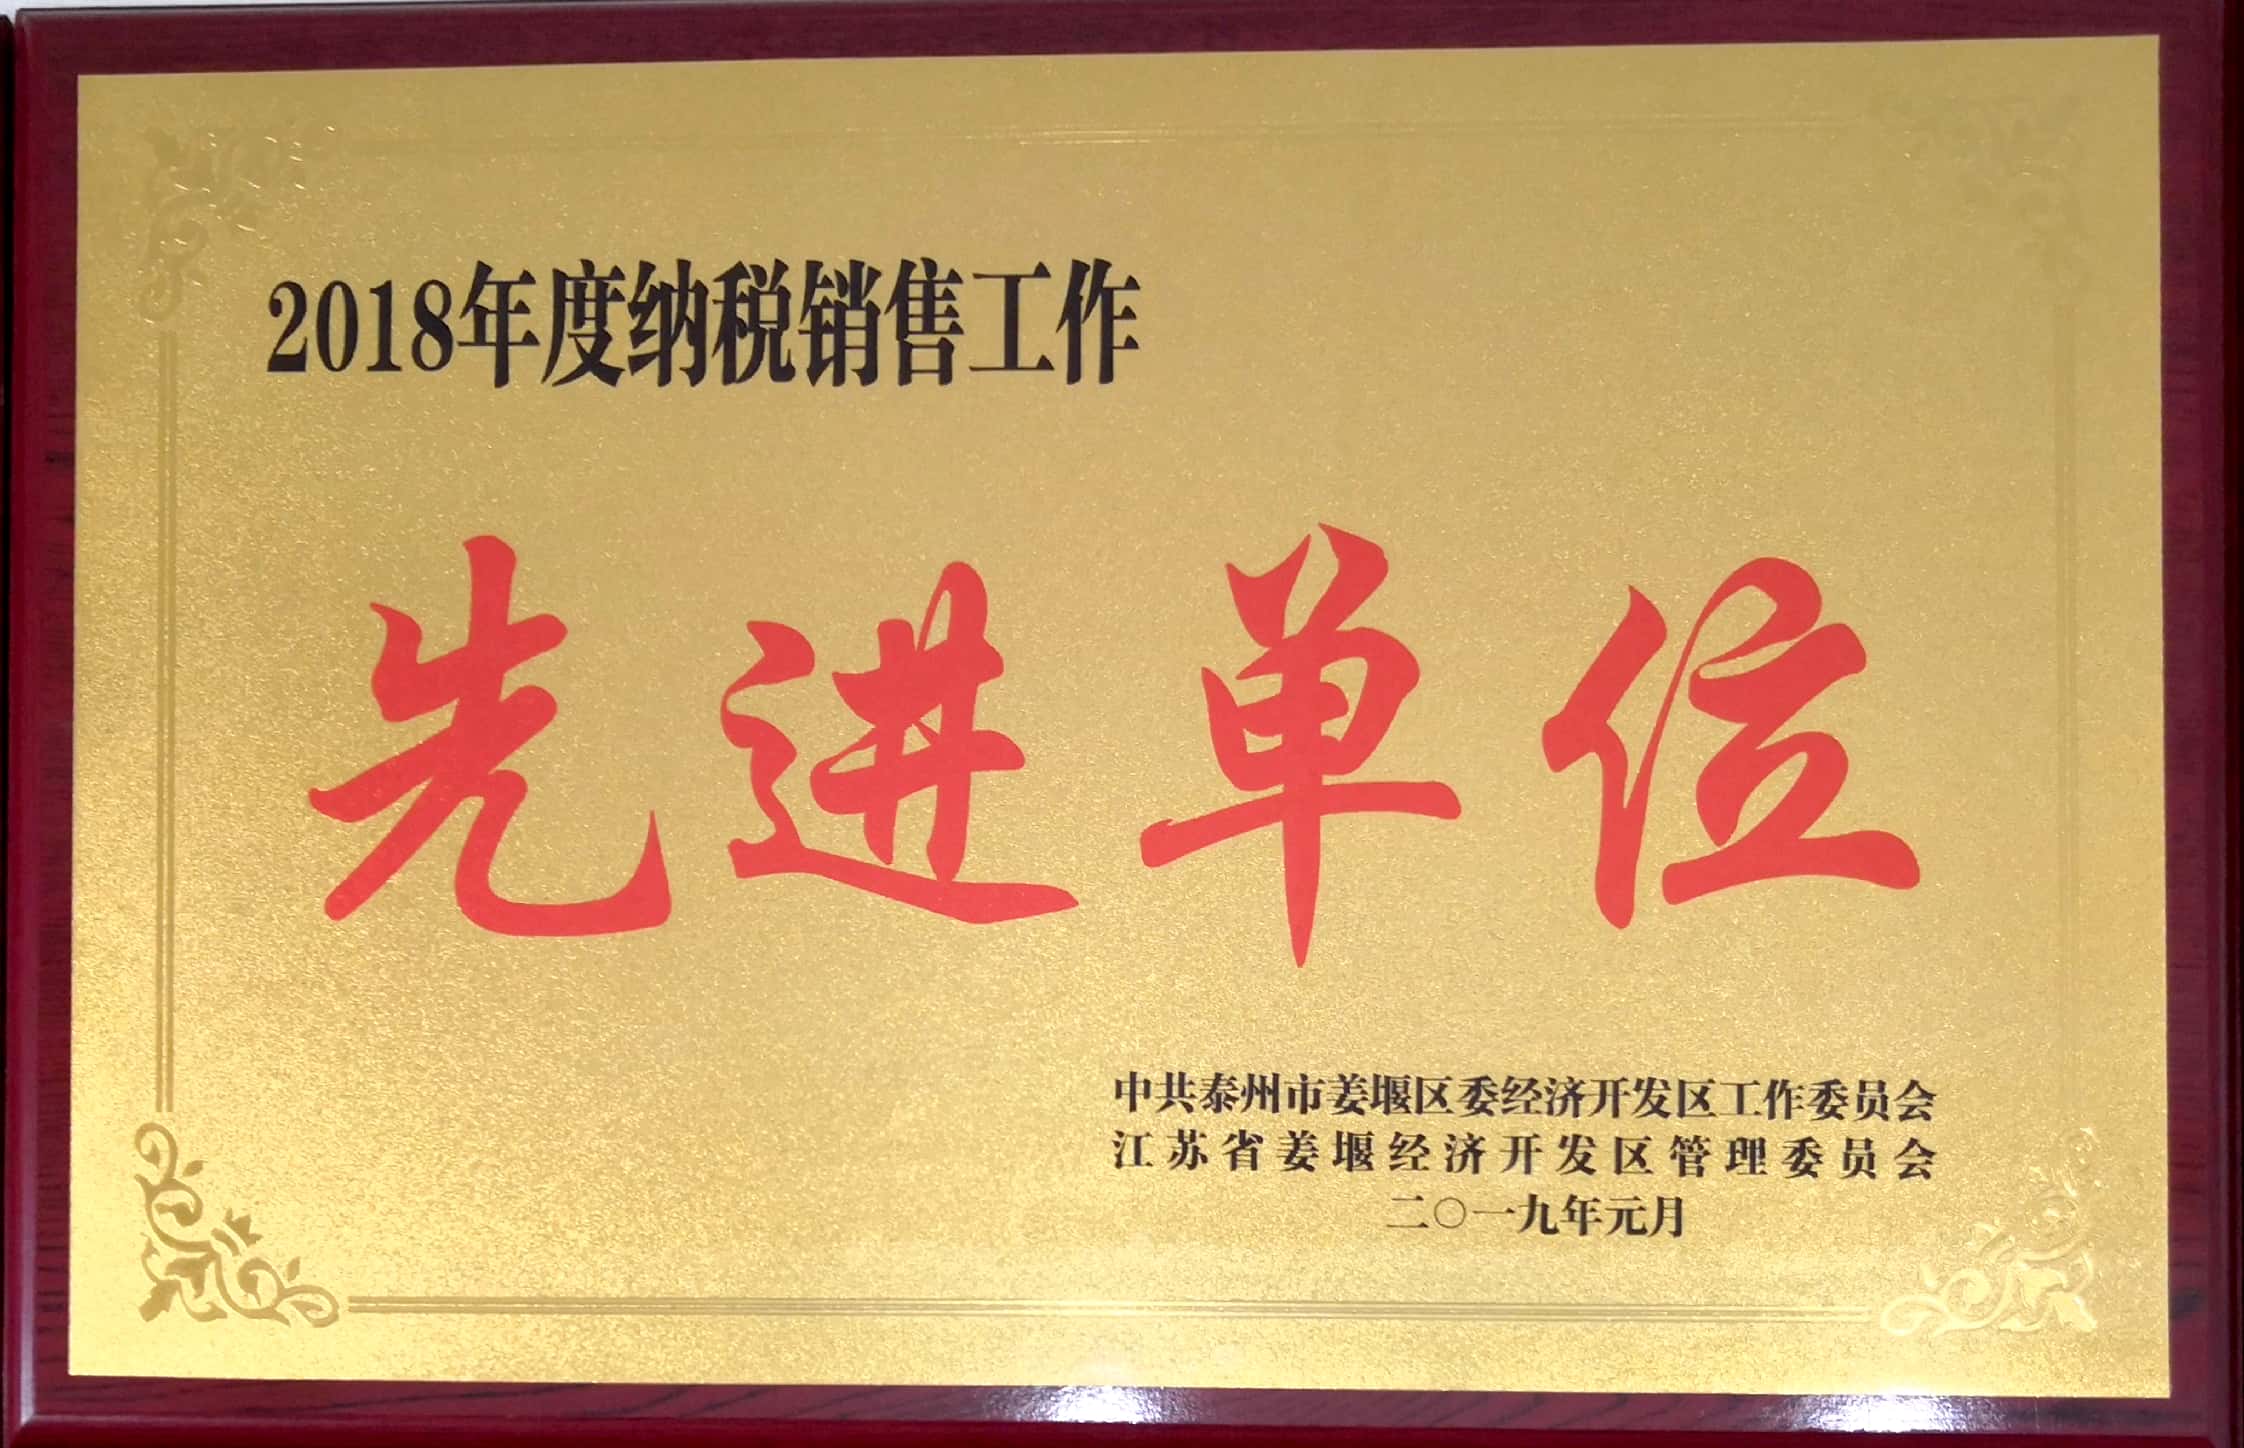 2018年度纳税销售工作
先进单位
中共泰州市姜堰区委经济开发区工作委员会
江苏省姜堰经济开发区管理委员会
二〇一九年元月